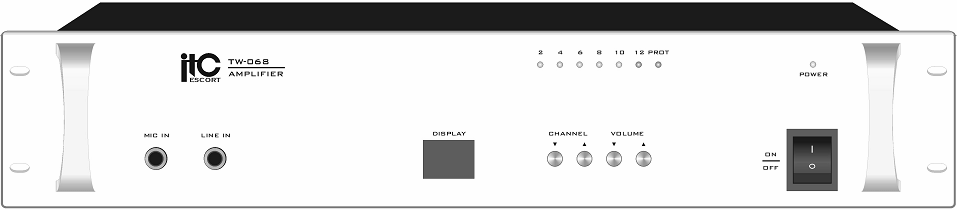 itc
ESCORT
TW-068
AMPLIFIER
2 4 6 8 10 12 PROT
POWER
MIC IN
LINE IN
DISPLAY
CHANNEL
VOLUME
▼ ▲ ▼ ▲
ON
OFF
I
O